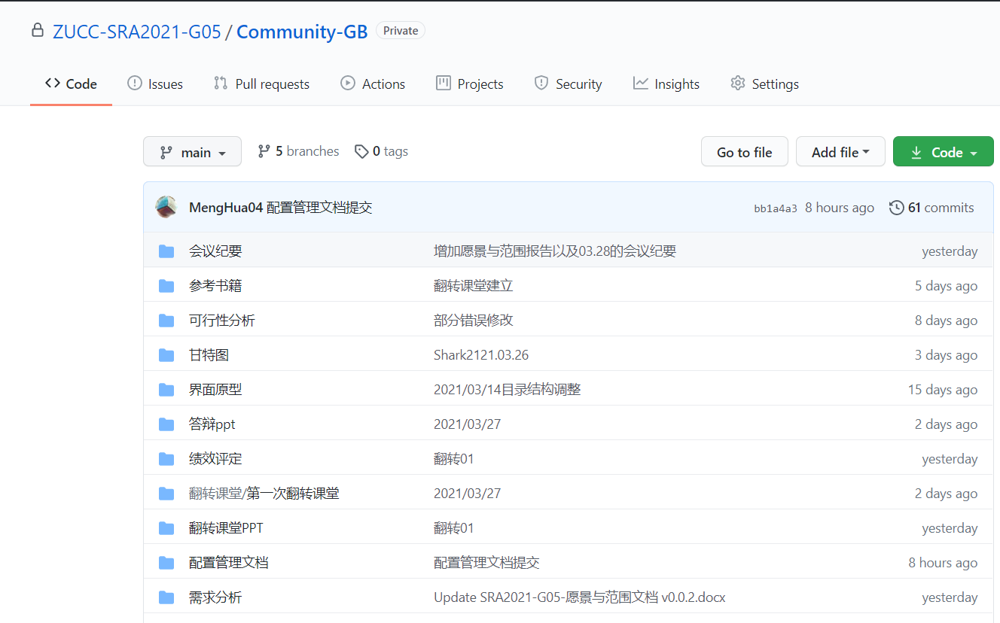 ZUCC-SRA2021-G05 / Community-GB Private
Code Issues Pull requests Actions Projects Security Insights Settings
main 5 branches 0 tags Go to file Add file Code
MengHua04 配置管理文档提交 bb1a4a3 8 hours ago 61 commits
会议纪要 增加愿景与范围报告以及03.28的会议纪要 yesterday
参考书籍 翻转课堂建立 5 days ago
可行性分析 部分错误修改 8 days ago
甘特图 Shark2121.03.26 3 days ago
界面原型 2021/03/14目录结构调整 15 days ago
答辩ppt 2021/03/27 2 days ago
绩效评定 翻转01 yesterday
翻转课堂/第一次翻转课堂 2021/03/27 2 days ago
翻转课堂PPT 翻转01 yesterday
配置管理文档 配置管理文档提交 8 hours ago
需求分析 Update SRA2021-G05-愿景与范围文档 v0.0.2.docx yesterday